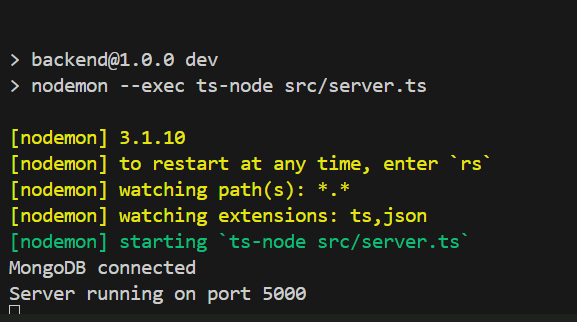 > backend@1.0.0 dev
> nodemon --exec ts-node src/server.ts
[nodemon] 3.1.10
[nodemon] to restart at any time, enter `rs`
[nodemon] watching path(s): *.*
[nodemon] watching extensions: ts,json
[nodemon] starting `ts-node src/server.ts`
MongoDB connected
Server running on port 5000